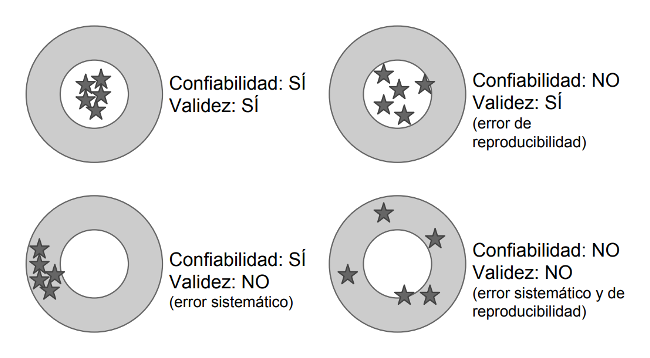 Confiabilidad: SÍ
Validez: SÍ
Confiabilidad: NO
Validez: SÍ
(error de
reproducibilidad)
Confiabilidad: SÍ
Validez: NO
(error sistemático)
Confiabilidad: NO
Validez: NO
(error sistemático y de
reproducibilidad)